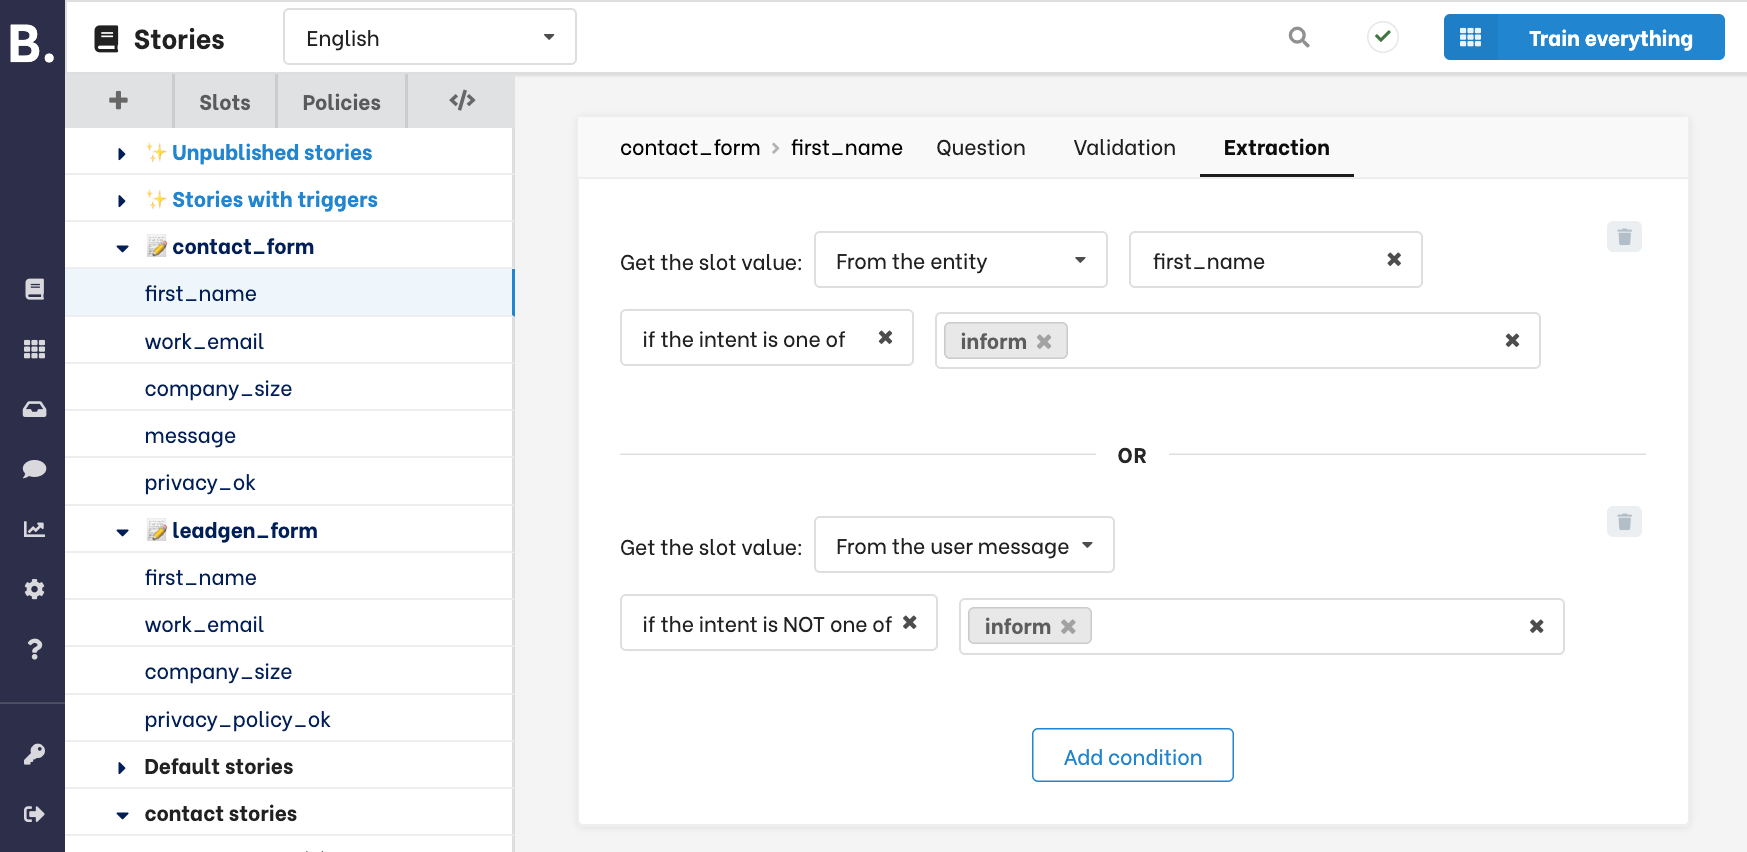 B.
Stories
English
Train everything
Slots
Policies
Unpublished stories
Stories with triggers
contact_form
first_name
work_email
company_size
message
privacy_ok
leadgen_form
first_name
work_email
company_size
privacy_policy_ok
Default stories
contact stories
contact_form > first_name Question Validation Extraction
Get the slot value: From the entity first_name
if the intent is one of inform
OR
Get the slot value: From the user message
if the intent is NOT one of inform
Add condition